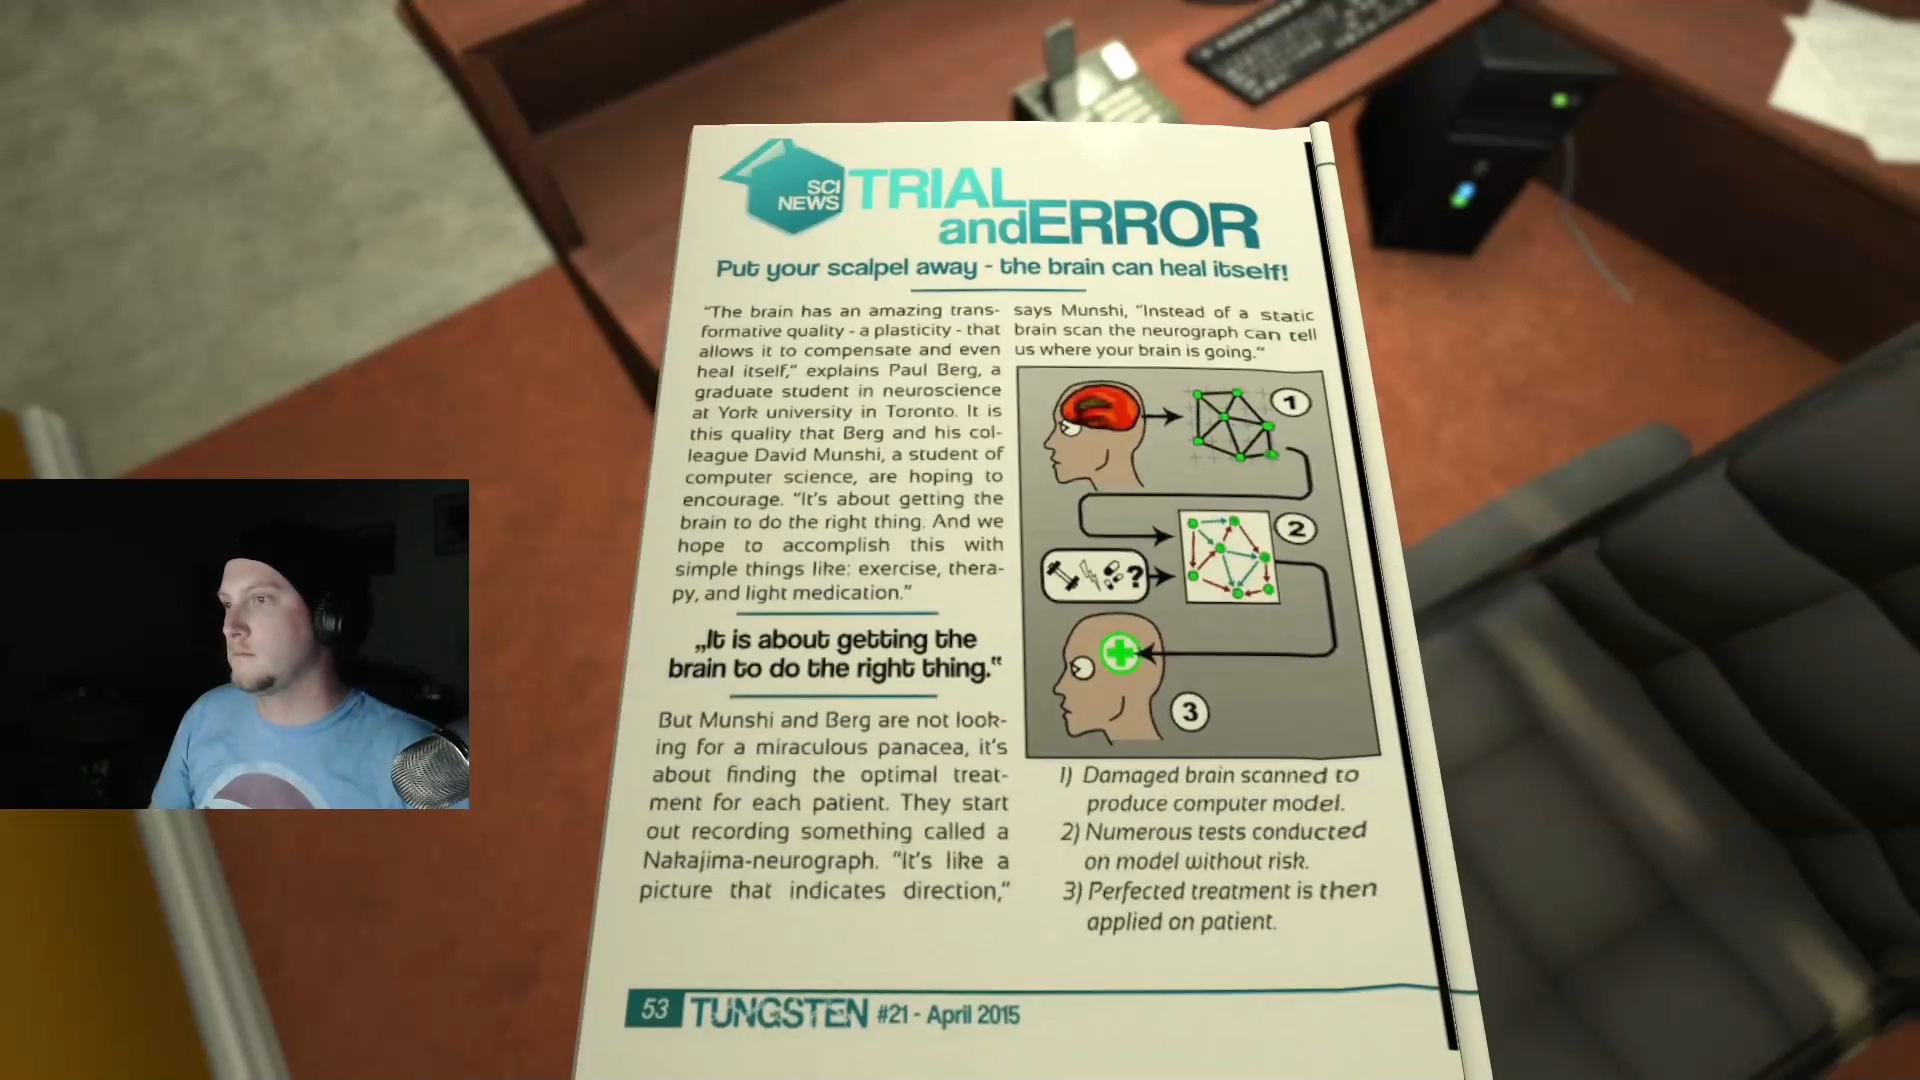 SCI
NEWS
TRIAL
andERROR
Put your scalpel away - the brain can heal itself!
“The brain has an amazing trans-
formative quality - a plasticity - that
allows it to compensate and even
heal itself,” explains Paul Berg, a
graduate student in neuroscience
at York university in Toronto. It is
this quality that Berg and his col-
league David Munshi, a student of
computer science, are hoping to
encourage. “It's about getting the
brain to do the right thing. And we
hope to accomplish this with
simple things like: exercise, thera-
py, and light medication.”
„It is about getting the
brain to do the right thing.“
But Munshi and Berg are not look-
ing for a miraculous panacea, it's
about finding the optimal treat-
ment for each patient. They start
out recording something called a
Nakajima-neurograph. “It's like a
picture that indicates direction,”
says Munshi, “Instead of a static
brain scan the neurograph can tell
us where your brain is going.”
1
2
?
3
1) Damaged brain scanned to
produce computer model.
2) Numerous tests conducted
on model without risk.
3) Perfected treatment is then
applied on patient.
53 TUNGSTEN #21 - April 2015